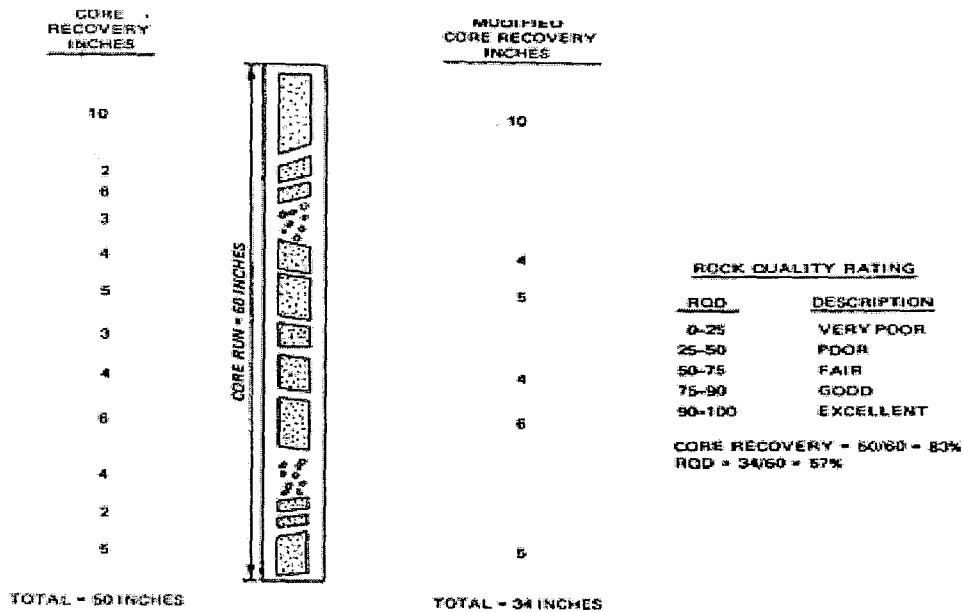 CORE
RECOVERY
INCHES
10
2
6
3
4
5
3
4
6
4
2
5
TOTAL = 50 INCHES
CORE RUN = 60 INCHES
MODIFIED
CORE RECOVERY
INCHES
10
4
5
4
6
5
TOTAL = 34 INCHES
ROCK QUALITY RATING
RQD DESCRIPTION
0-25 VERY POOR
25-50 POOR
50-75 FAIR
75-90 GOOD
90-100 EXCELLENT
CORE RECOVERY = 50/60 = 83%
RQD = 34/60 = 57%